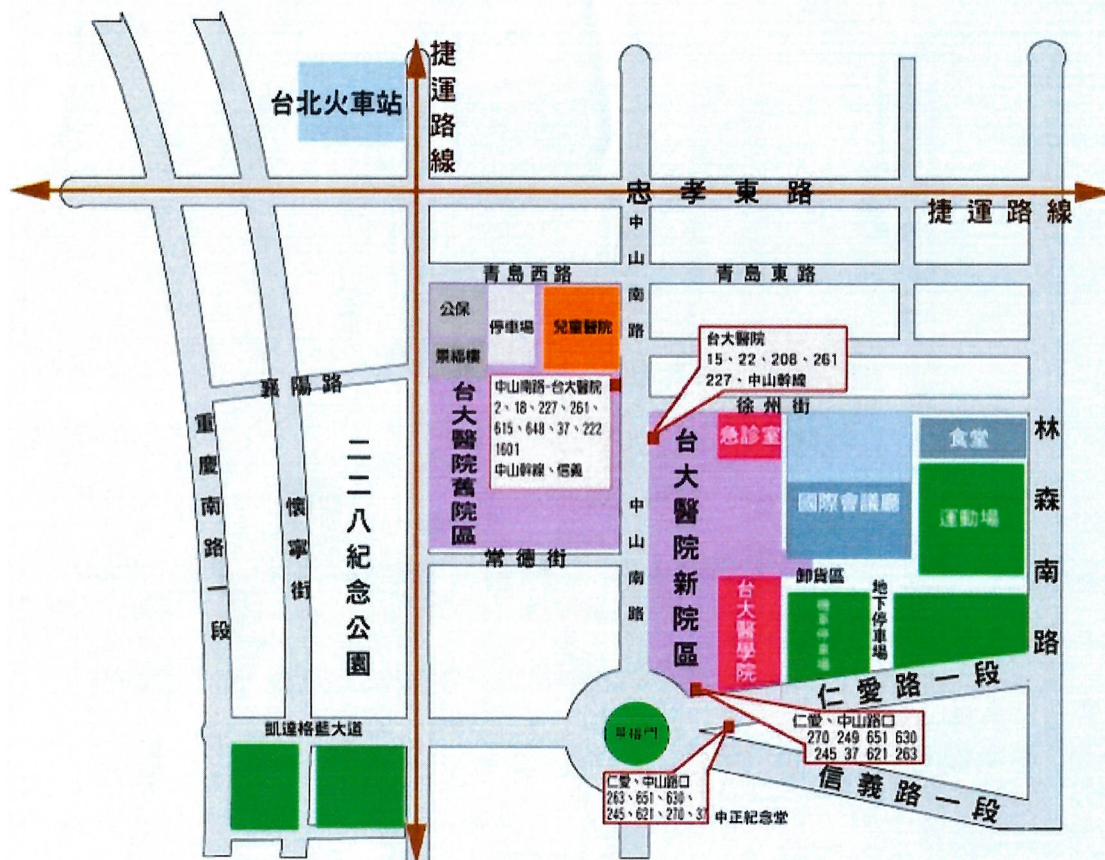 捷運路線
台北火車站
忠孝東路
捷運路線
中山南路
青島西路
青島東路
公保
停車場
兒童醫院
景福樓
台大醫院
15、22、208、261
227、中山幹線
襄陽路
中山南路-台大醫院
2、18、227、261、
615、648、37、222
1601
中山幹線、信義
徐州街
台大醫院舊院區
急診室
食堂
林森南路
重慶南路一段
懷寧街
二二八紀念公園
台大醫院新院區
國際會議廳
運動場
中山南路
常德街
卸貨區
台大醫學院
機車停車場
地下停車場
仁愛路一段
凱達格蘭大道
景福門
仁愛、中山路口
270 249 651 630
245 37 621 263
信義路一段
仁愛、中山路口
263、651、630、
245、621、270、37
中正紀念堂